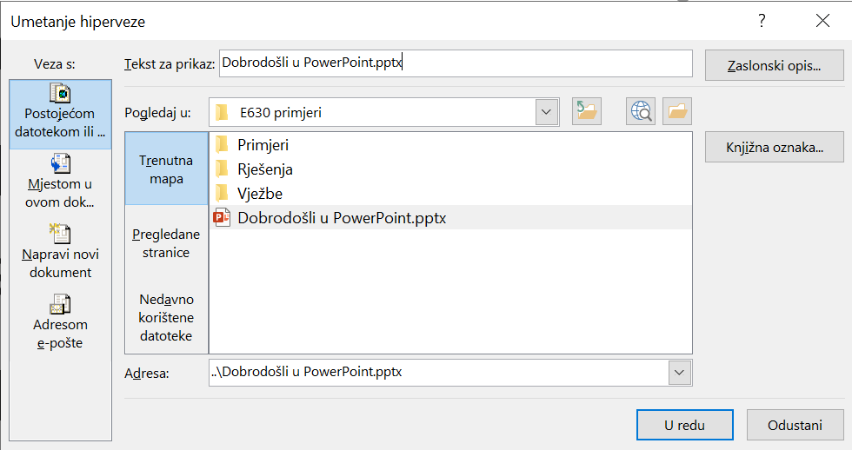 Umetanje hiperveze
?
Veza s:
Tekst za prikaz:
Dobrodošli u PowerPoint.pptx
Zaslonski opis...
Postojećom
datotekom ili ...
Pogledaj u:
E630 primjeri
Knjižna oznaka...
Mjestom u
ovom dok...
Trenutna
mapa
Primjeri
Rješenja
Vježbe
Dobrodošli u PowerPoint.pptx
Napravi novi
dokument
Pregledane
stranice
Adresom
e-pošte
Nedavno
korištene
datoteke
Adresa:
..\Dobrodošli u PowerPoint.pptx
U redu
Odustani